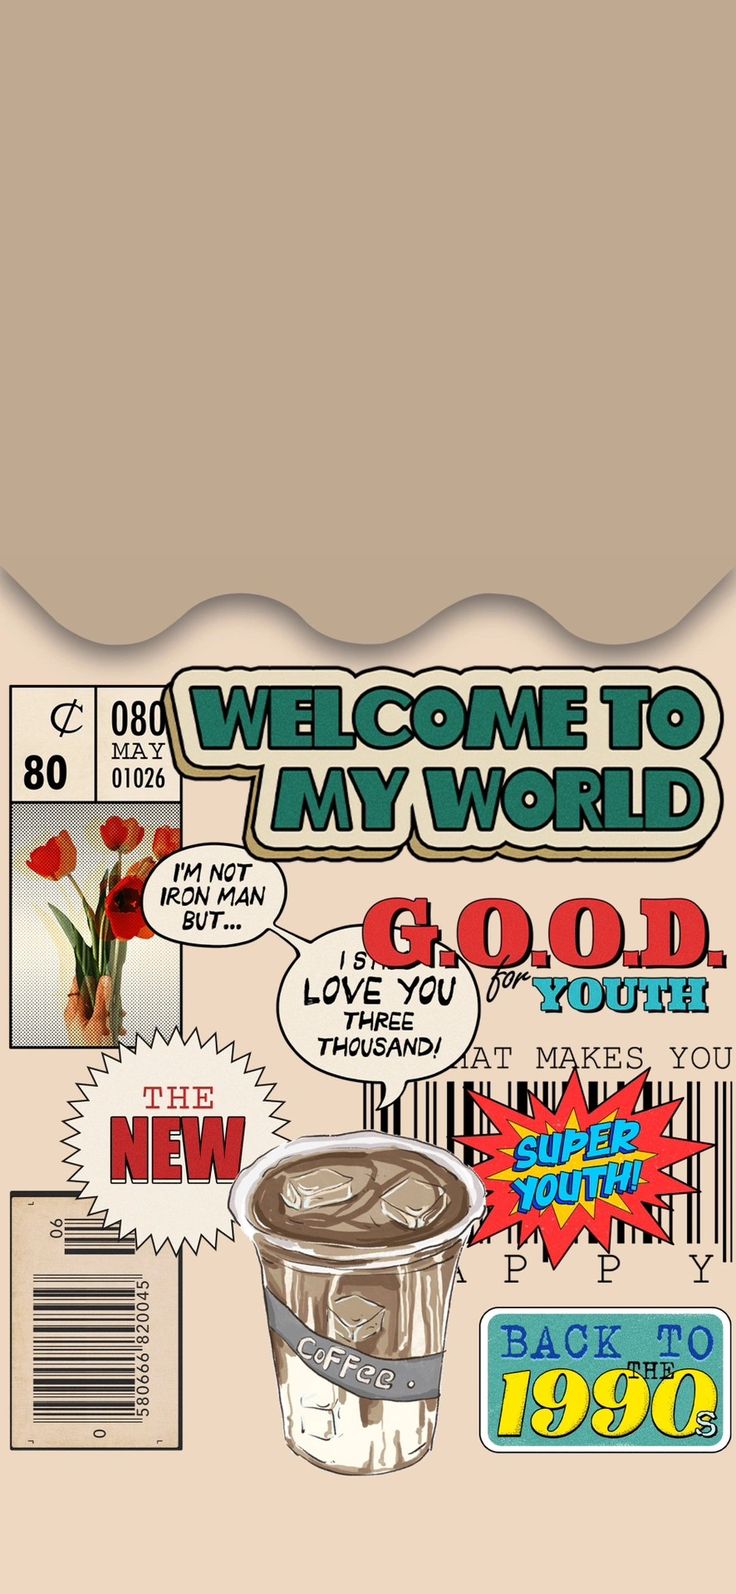 WELCOME TO
MY WORLD
₵
80
080
MAY
01026
I'M NOT
IRON MAN
BUT...
I
LOVE YOU
THREE
THOUSAND!
G.O.O.D.
for YOUTH
MAKES YOU
THE
NEW
SUPER
YOUTH!
P P Y
06
580666 820045
0
COFFEE.
BACK TO
THE
1990s